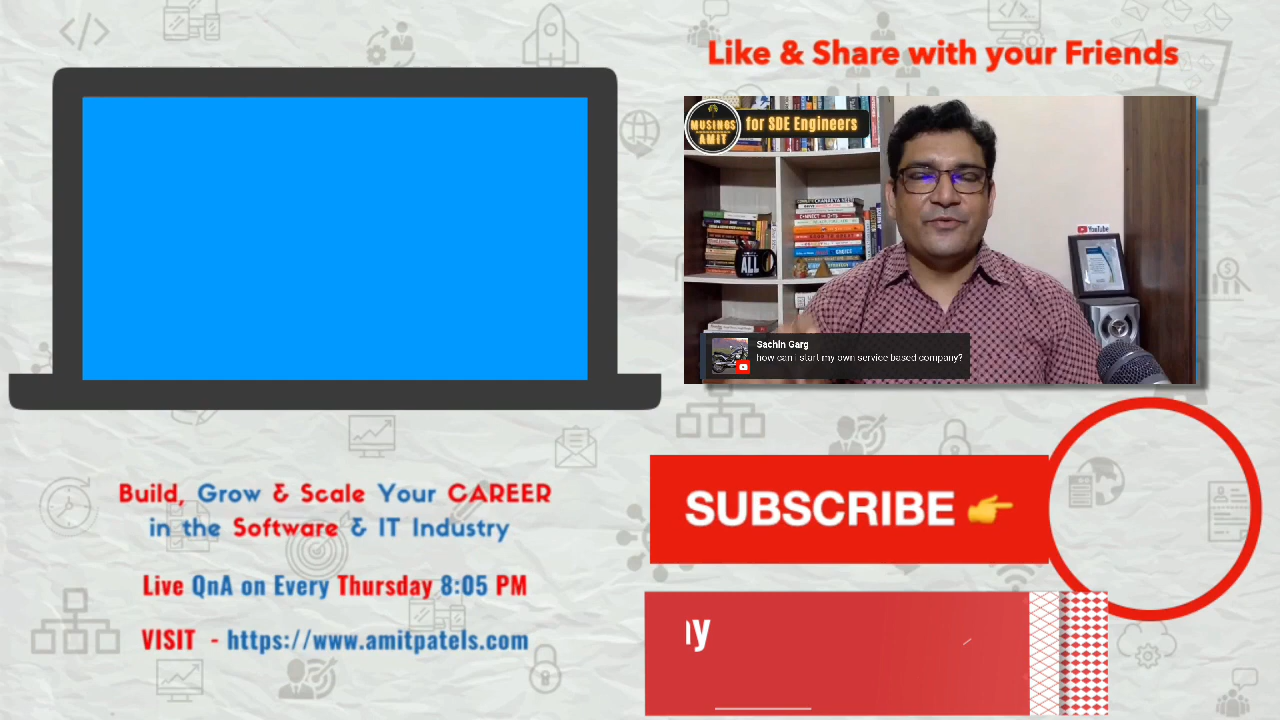 Like & Share with your Friends
MUSINGS
AMIT
for SDE Engineers
YouTube
ALL
Sachin Garg
how can I start my own service based company?
Build, Grow & Scale Your CAREER
in the Software & IT Industry
Live QnA on Every Thursday 8:05 PM
VISIT - https://www.amitpatels.com
SUBSCRIBE 👉